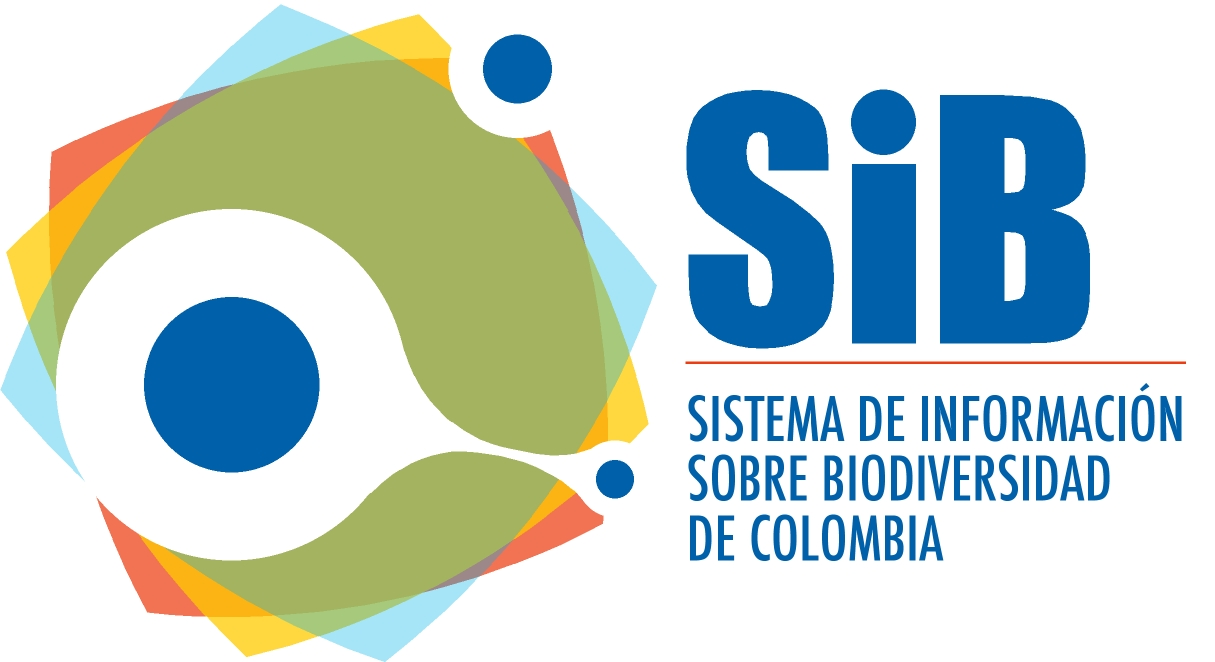 SiB
SISTEMA DE INFORMACIÓN
SOBRE BIODIVERSIDAD
DE COLOMBIA